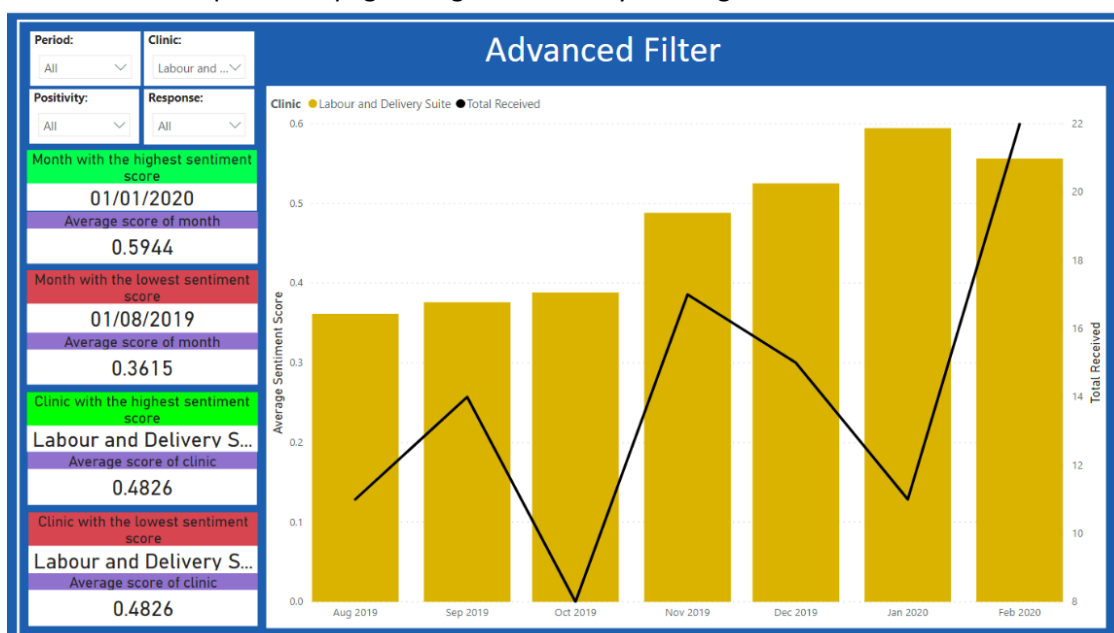 Period:
All
Clinic:
Labour and ...
Positivity:
All
Response:
All
Month with the highest sentiment
score
01/01/2020
Average score of month
0.5944
Month with the lowest sentiment
score
01/08/2019
Average score of month
0.3615
Clinic with the highest sentiment
score
Labour and Delivery S...
Average score of clinic
0.4826
Clinic with the lowest sentiment
score
Labour and Delivery S...
Average score of clinic
0.4826
Advanced Filter
Clinic Labour and Delivery Suite Total Received
Average Sentiment Score
0.6
0.5
0.4
0.3
0.2
0.1
0.0
Aug 2019 Sep 2019 Oct 2019 Nov 2019 Dec 2019 Jan 2020 Feb 2020
22
20
18
16
14
12
10
8
Total Received